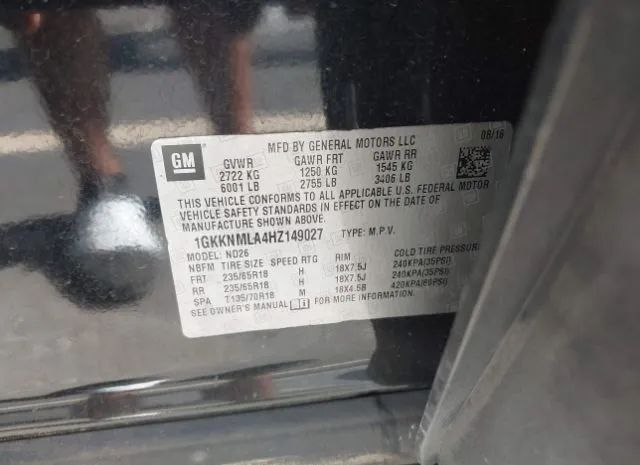 GM
MFD BY GENERAL MOTORS LLC 08/16
GVWR GAWR FRT GAWR RR
2722 KG 1250 KG 1545 KG
6001 LB 2755 LB 3406 LB
THIS VEHICLE CONFORMS TO ALL APPLICABLE U.S. FEDERAL MOTOR
VEHICLE SAFETY STANDARDS IN EFFECT ON THE DATE OF
MANUFACTURE SHOWN ABOVE.
1GKKNMLA4HZ149027 TYPE: M.P.V.
MODEL: NO26
NBFM TIRE SIZE SPEED RTG RIM COLD TIRE PRESSURE
FRT 235/65R18 H 18X7.5J 240KPA(35PSI)
RR 235/65R18 H 18X7.5J 240KPA(35PSI)
SPA T135/70R18 M 18X4.5B 420KPA(60PSI)
SEE OWNER'S MANUAL FOR MORE INFORMATION.